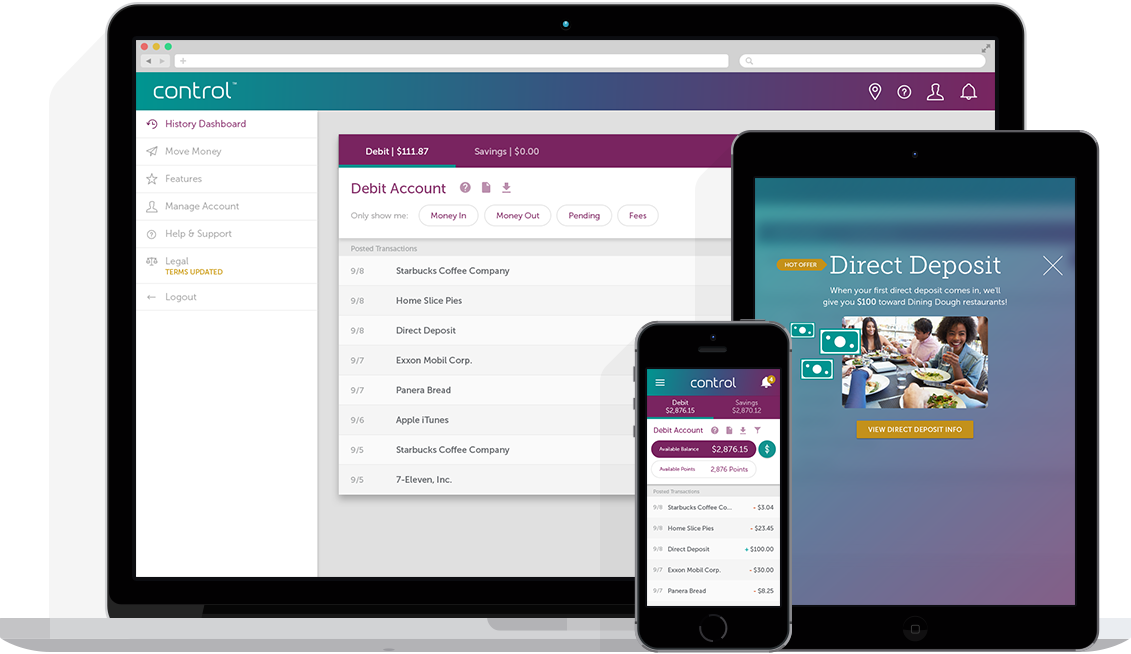 control™
History Dashboard
Move Money
Features
Manage Account
Help & Support
Legal
TERMS UPDATED
Logout
Debit | $111.87
Savings | $0.00
Debit Account
Only show me:
Money In
Money Out
Pending
Fees
Posted Transactions
9/8 Starbucks Coffee Company
9/8 Home Slice Pies
9/8 Direct Deposit
9/7 Exxon Mobil Corp.
9/7 Panera Bread
9/6 Apple iTunes
9/5 Starbucks Coffee Company
9/5 7-Eleven, Inc.
control
4
Debit
$2,876.15
Savings
$2,870.12
Debit Account
Available Balance $2,876.15
$
Available Points 2,876 Points
Posted Transactions
9/8 Starbucks Coffee Co... - $3.04
9/8 Home Slice Pies - $23.45
9/8 Direct Deposit + $100.00
9/7 Exxon Mobil Corp. - $30.00
9/7 Panera Bread - $8.25
HOT OFFER
Direct Deposit
When your first direct deposit comes in, we'll
give you $100 toward Dining Dough restaurants!
VIEW DIRECT DEPOSIT INFO